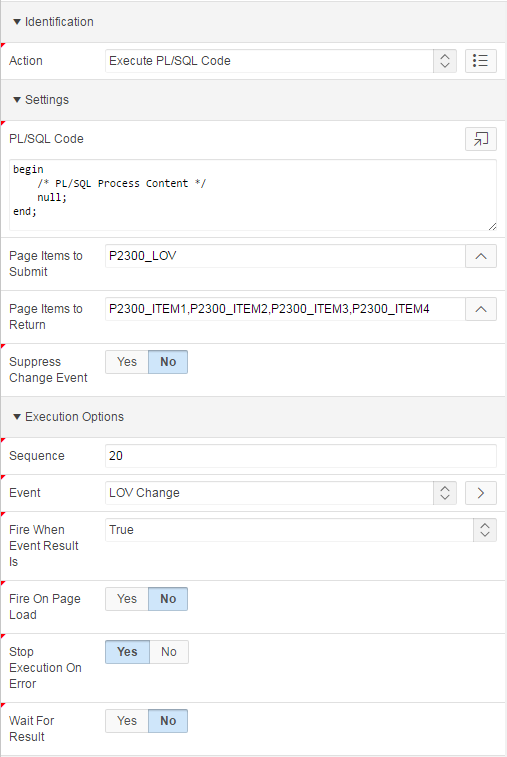 Identification
Action Execute PL/SQL Code
Settings
PL/SQL Code
begin
/* PL/SQL Process Content */
null;
end;
Page Items to
Submit
P2300_LOV
Page Items to
Return
P2300_ITEM1,P2300_ITEM2,P2300_ITEM3,P2300_ITEM4
Suppress
Change Event
Yes No
Execution Options
Sequence 20
Event LOV Change
Fire When
Event Result
Is
True
Fire On Page
Load
Yes No
Stop
Execution On
Error
Yes No
Wait For
Result
Yes No